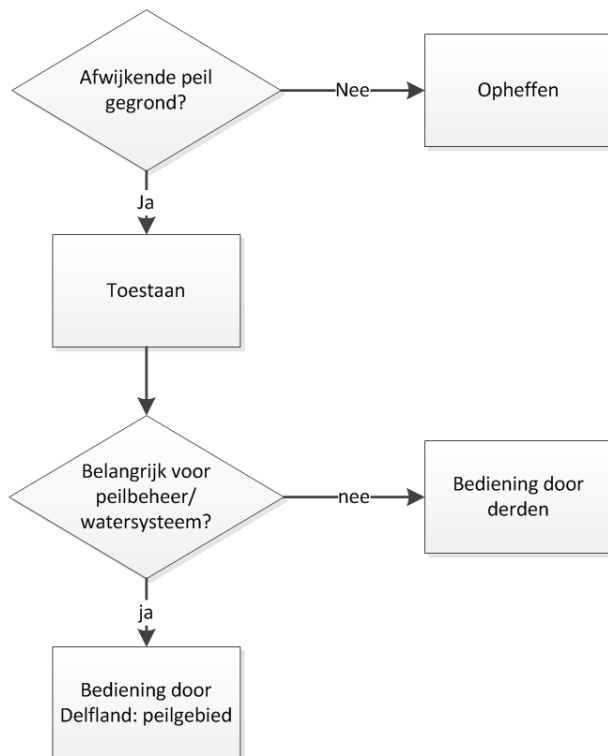 Afwijkende peil
gegrond?
Nee
Opheffen
Ja
Toestaan
Belangrijk voor
peilbeheer/
watersysteem?
nee
Bediening door
derden
ja
Bediening door
Delfland: peilgebied